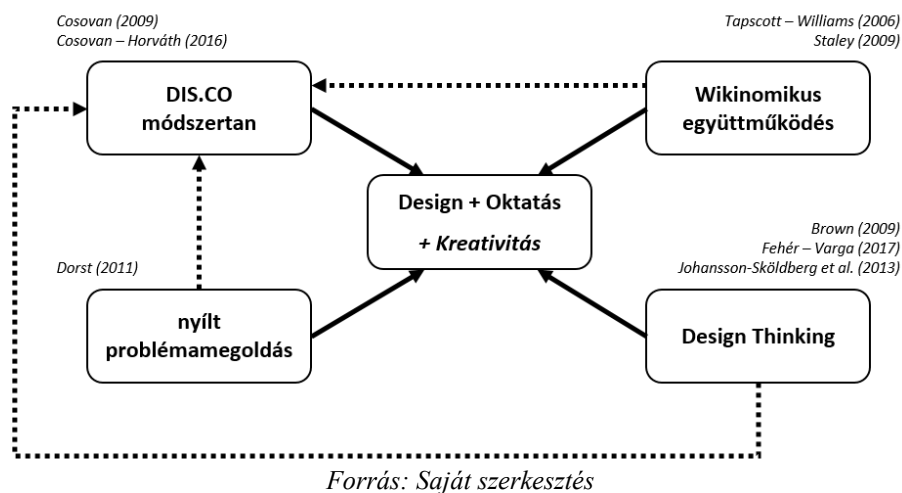 Cosovan (2009)
Cosovan – Horváth (2016)
Tapscott – Williams (2006)
Staley (2009)
DIS.CO
módszertan
Wikinomikus
együttműködés
Design + Oktatás
+ Kreativitás
Brown (2009)
Fehér – Varga (2017)
Johansson-Sköldberg et al. (2013)
Dorst (2011)
nyílt
problémamegoldás
Design Thinking
Forrás: Saját szerkesztés